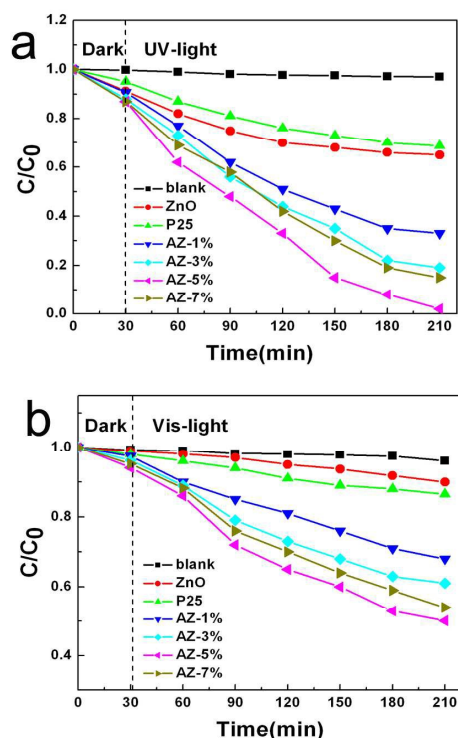 a
Dark UV-light
C/C0
1.2
1.0
0.8
0.6
0.4
0.2
0.0
blank
ZnO
P25
AZ-1%
AZ-3%
AZ-5%
AZ-7%
0 30 60 90 120 150 180 210
Time(min)
b
Dark Vis-light
C/C0
1.0
0.8
0.6
0.4
blank
ZnO
P25
AZ-1%
AZ-3%
AZ-5%
AZ-7%
0 30 60 90 120 150 180 210
Time(min)